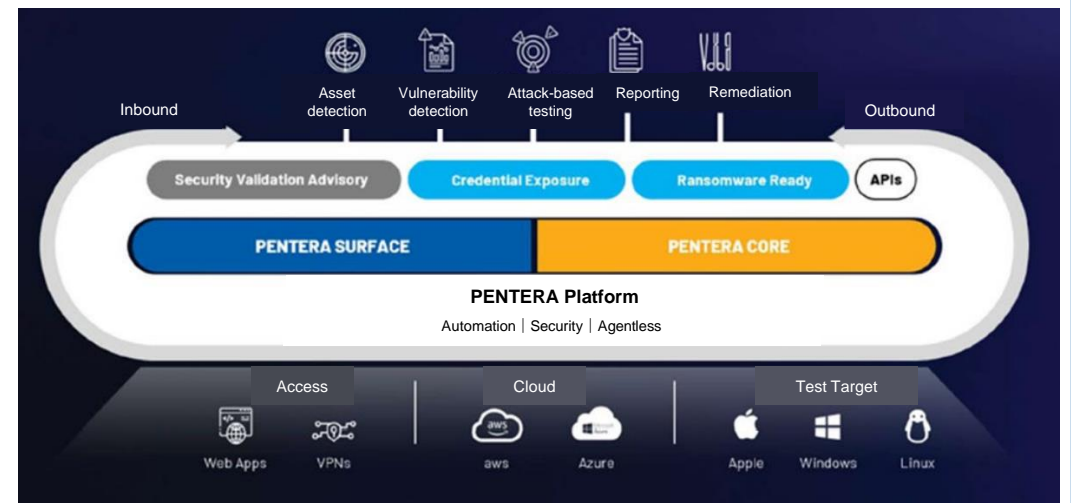 Inbound
Asset
detection
Vulnerability
detection
Attack-based
testing
Reporting
Remediation
Outbound
Security Validation Advisory
Credential Exposure
Ransomware Ready
APIs
PENTERA SURFACE
PENTERA CORE
PENTERA Platform
Automation | Security | Agentless
Access
Cloud
Test Target
aws
Web Apps
VPNs
aws
Azure
Apple
Windows
Linux